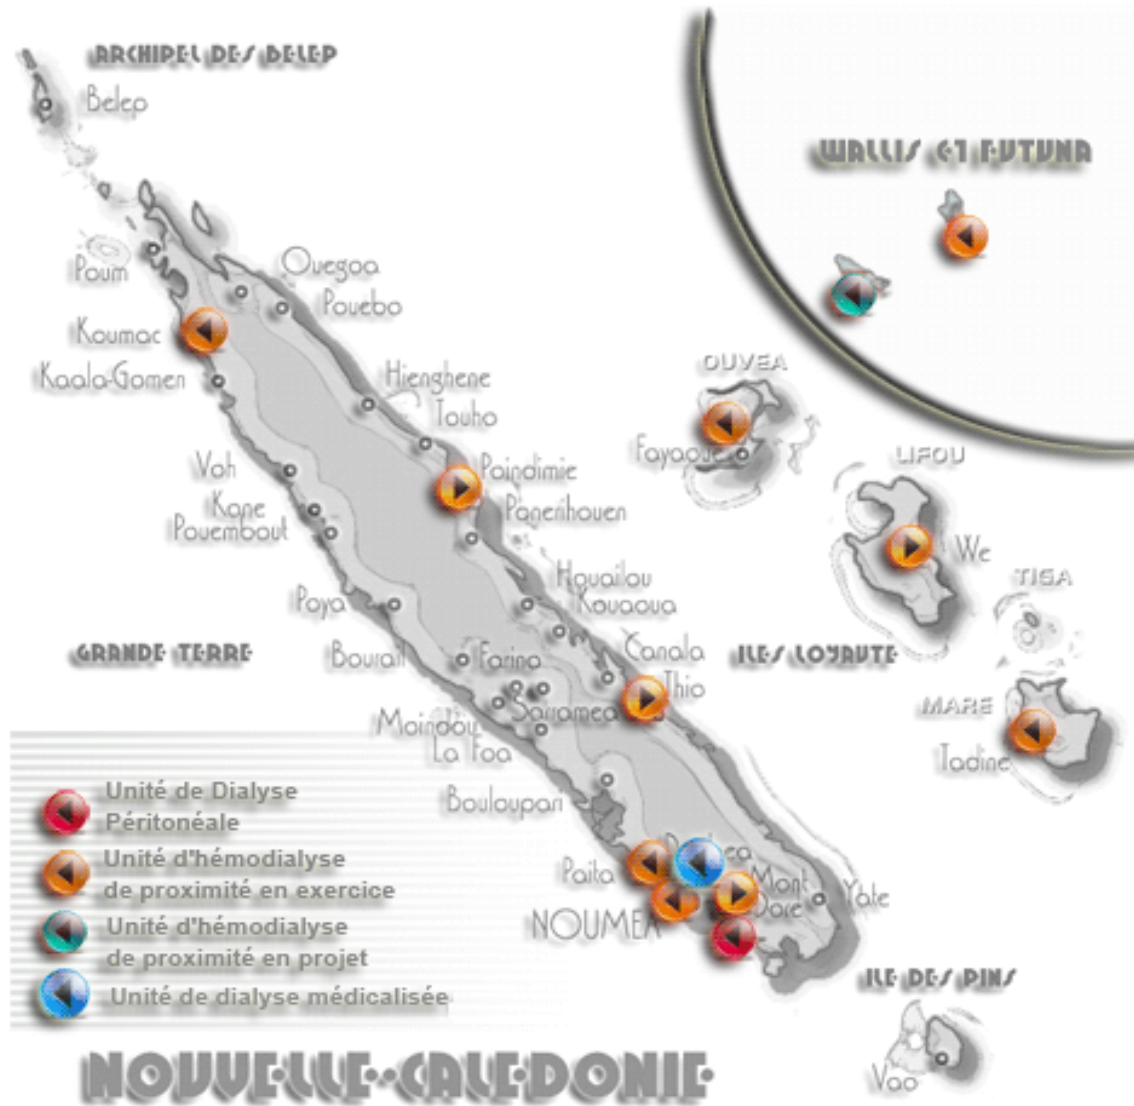 ARCHIPEL DES BELEP
Belep
WALLIS ET FUTUNA
Poum
Ouegoa
Pouebo
Koumac
Kaala-Gomen
Hienghene
Touho
OUVEA
Fayaoue
LIFOU
Voh
Kone
Pouembout
Poindimie
Ponerihouen
We
TIGA
Houailou
Kouaoua
Poya
GRANDE TERRE
Bourail
Farino
Canala
ILES LOYAUTE
Thio
MARE
Sarramea
Moindou
La Foa
Tadine
Bouloupari
Unité de Dialyse
Péritonéale
Unité d'hémodialyse
de proximité en exercice
Unité d'hémodialyse
de proximité en projet
Unité de dialyse médicalisée
Paita
Mont
Dore
Yate
NOUMEA
ILE DES PINS
Vao
NOUVELLE-CALEDONIE